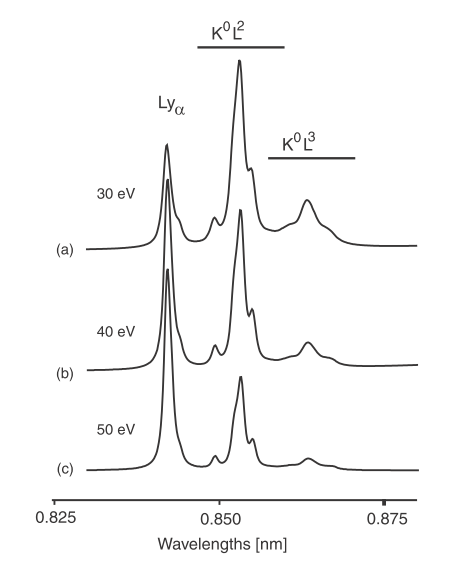 K⁰L²
Lyα
K⁰L³
30 eV
(a)
40 eV
(b)
50 eV
(c)
0.825 0.850 0.875
Wavelengths [nm]